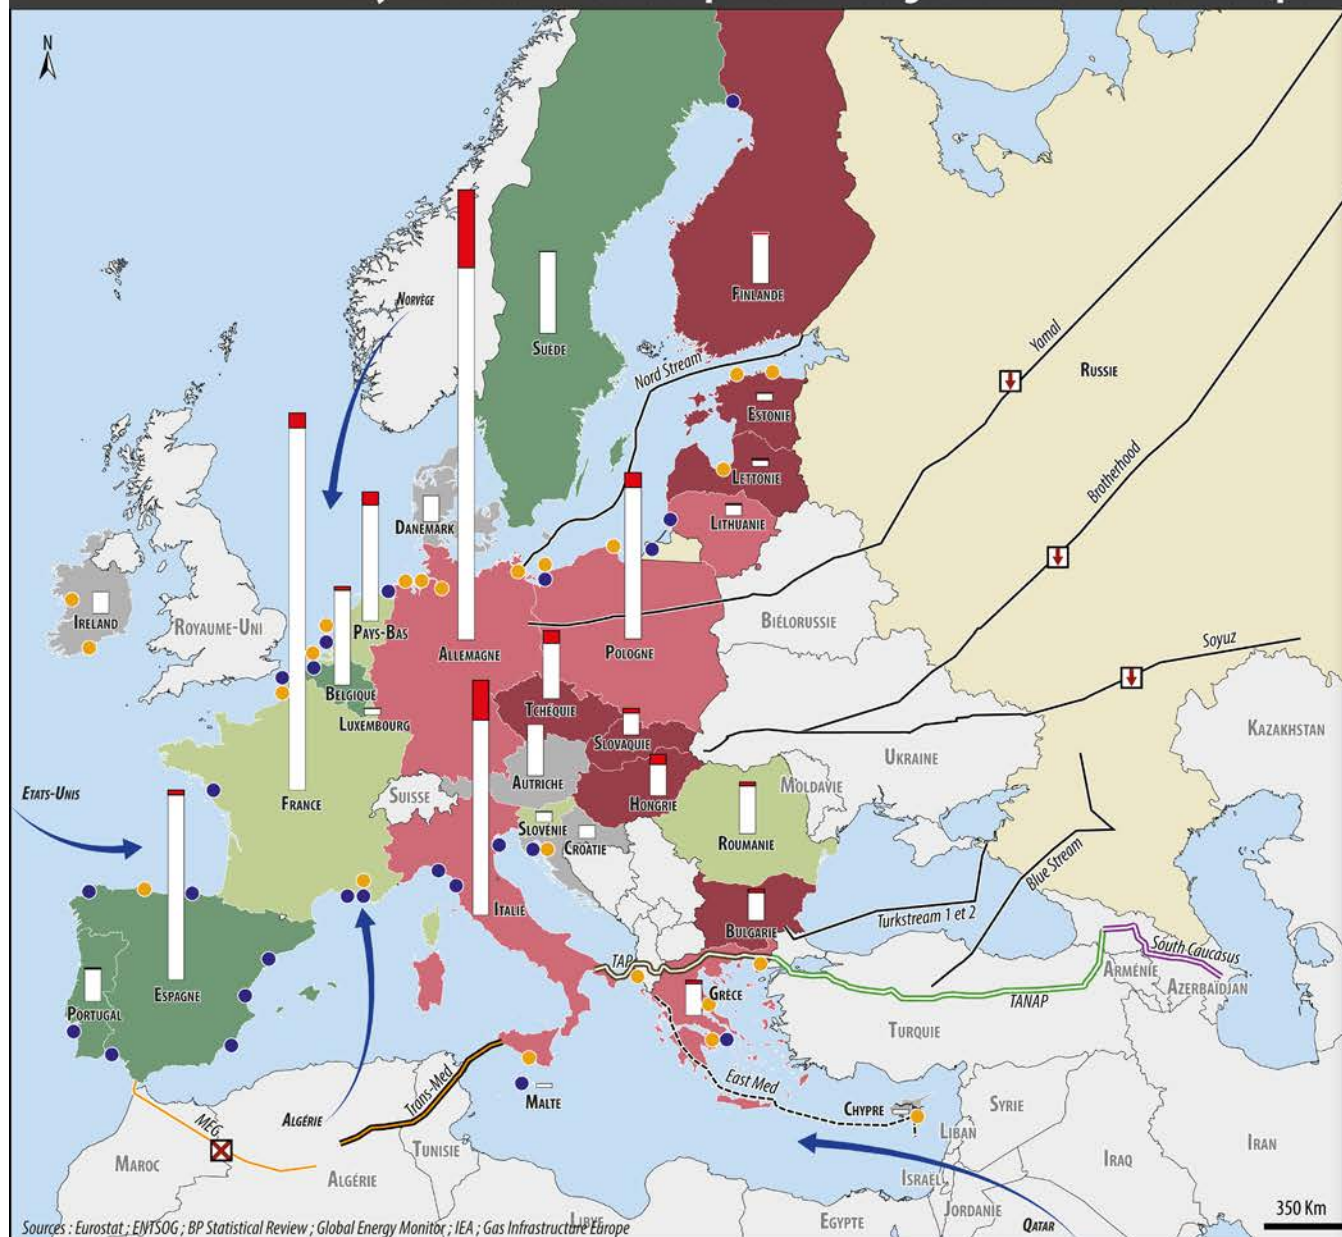 N
NORVÈGE
SUÈDE
FINLANDE
Nord Stream
Yamal
RUSSIE
ESTONIE
Brotherhood
LETTONIE
LITHUANIE
DANEMARK
IRELAND
ROYAUME-UNI
PAYS-BAS
ALLEMAGNE
POLOGNE
BIÉLORUSSIE
Soyuz
BELGIQUE
LUXEMBOURG
TCHÉQUIE
SLOVAQUIE
UKRAINE
KAZAKHSTAN
ETATS-UNIS
FRANCE
SUISSE
AUTRICHE
HONGRIE
MOLDAVIE
SLOVÉNIE
CROATIE
ROUMANIE
Blue Stream
ITALIE
BULGARIE
Turkstream 1 et 2
South Caucasus
TAP
ARMÉNIE
AZERBAÏDJAN
ESPAGNE
PORTUGAL
GRÈCE
TANAP
TURQUIE
Trans-Med
East Med
MALTE
CHYPRE
SYRIE
MEG
ALGÉRIE
LIBAN
MAROC
ALGÉRIE
TUNISIE
IRAQ
IRAN
ISRAËL
JORDANIE
QATAR
EGYPTE
350 Km
Sources : Eurostat ; ENTSOG ; BP Statistical Review ; Global Energy Monitor ; IEA ; Gas Infrastructure Europe